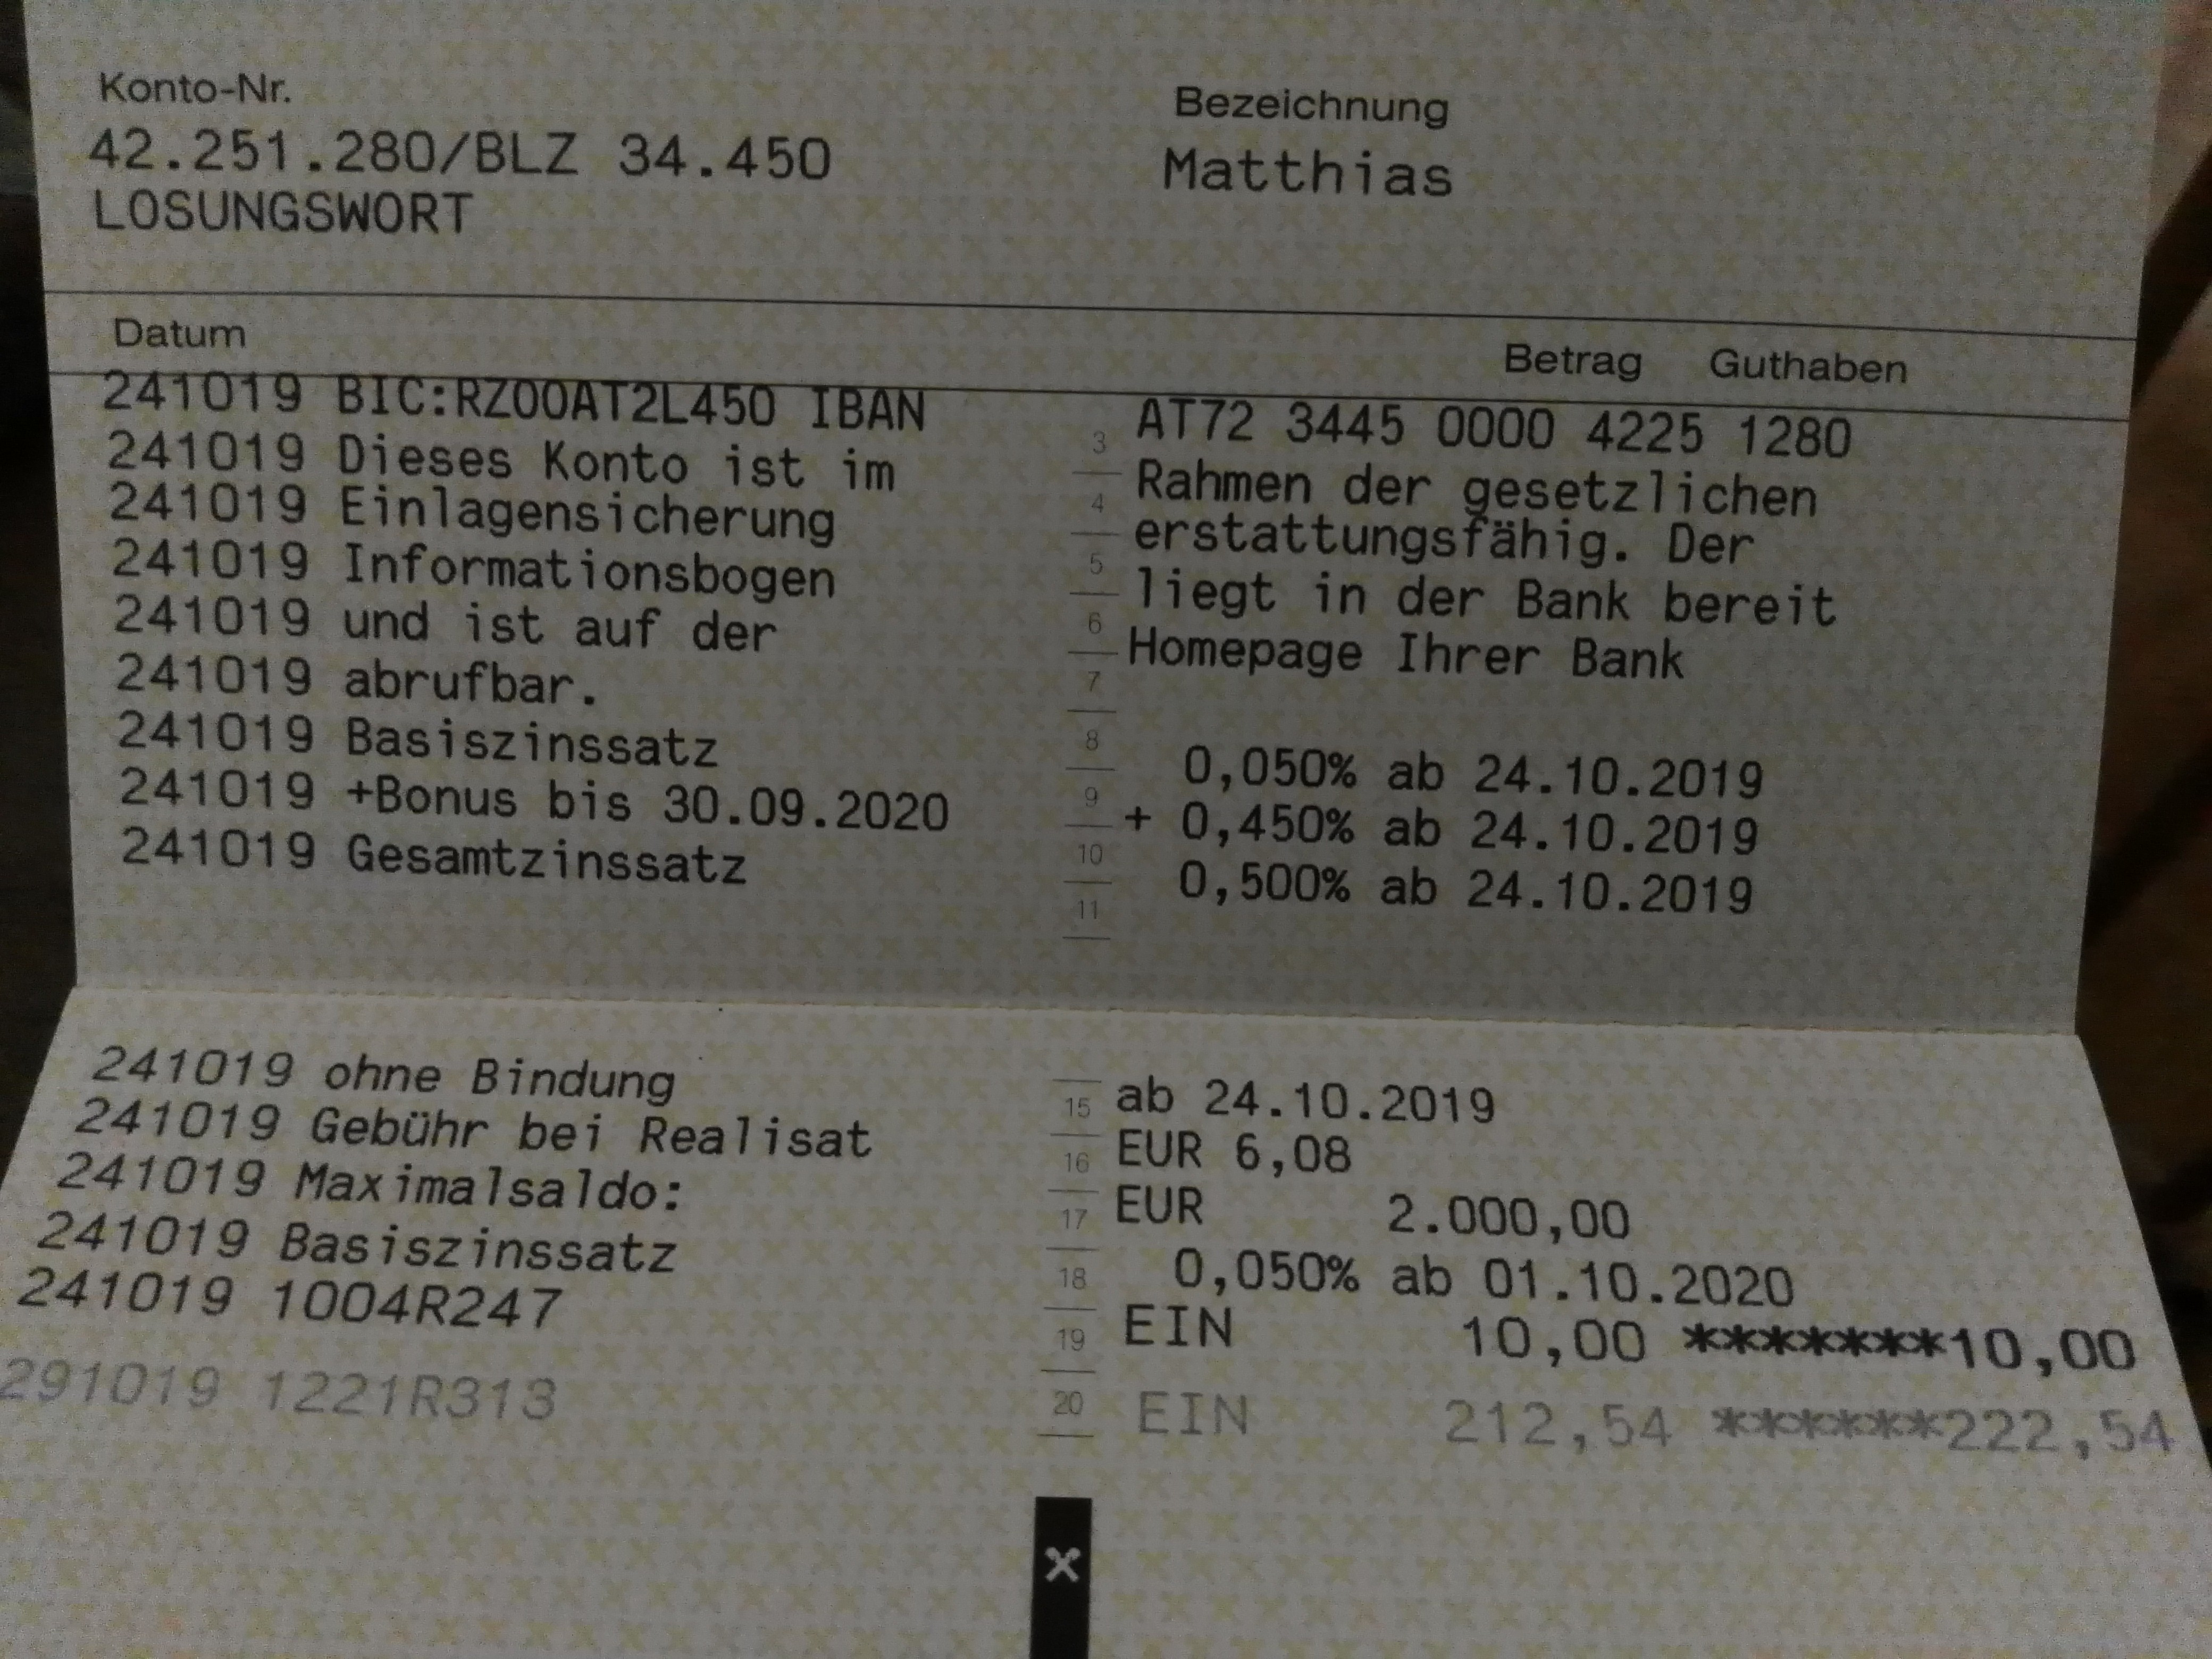 Konto-Nr. Bezeichnung
42.251.280/BLZ 34.450 Matthias
LOSUNGSWORT
Datum Betrag Guthaben
241019 BIC:RZOOAT2L450 IBAN 3 AT72 3445 0000 4225 1280
241019 Dieses Konto ist im 4 Rahmen der gesetzlichen
241019 Einlagensicherung 5 erstattungsfähig. Der
241019 Informationsbogen 6 liegt in der Bank bereit
241019 und ist auf der 7 Homepage Ihrer Bank
241019 abrufbar. 8
241019 Basiszinssatz 9 0,050% ab 24.10.2019
241019 +Bonus bis 30.09.2020 10 + 0,450% ab 24.10.2019
241019 Gesamtzinssatz 11 0,500% ab 24.10.2019
241019 ohne Bindung 15 ab 24.10.2019
241019 Gebühr bei Realisat 16 EUR 6,08
241019 Maximalsaldo: 17 EUR 2.000,00
241019 Basiszinssatz 18 0,050% ab 01.10.2020
241019 1004R247 19 EIN 10,00 *******10,00
291019 1221R313 20 EIN 212,54 ******222,54
x